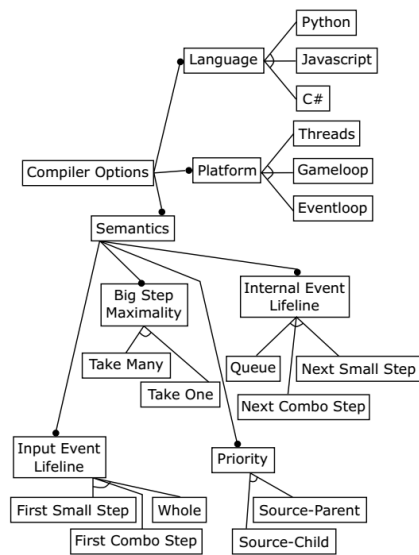 Python
Language
Javascript
C#
Threads
Compiler Options
Platform
Gameloop
Eventloop
Semantics
Big Step
Maximality
Internal Event
Lifeline
Take Many
Queue
Next Small Step
Take One
Next Combo Step
Input Event
Lifeline
Priority
First Small Step
Whole
Source-Parent
First Combo Step
Source-Child